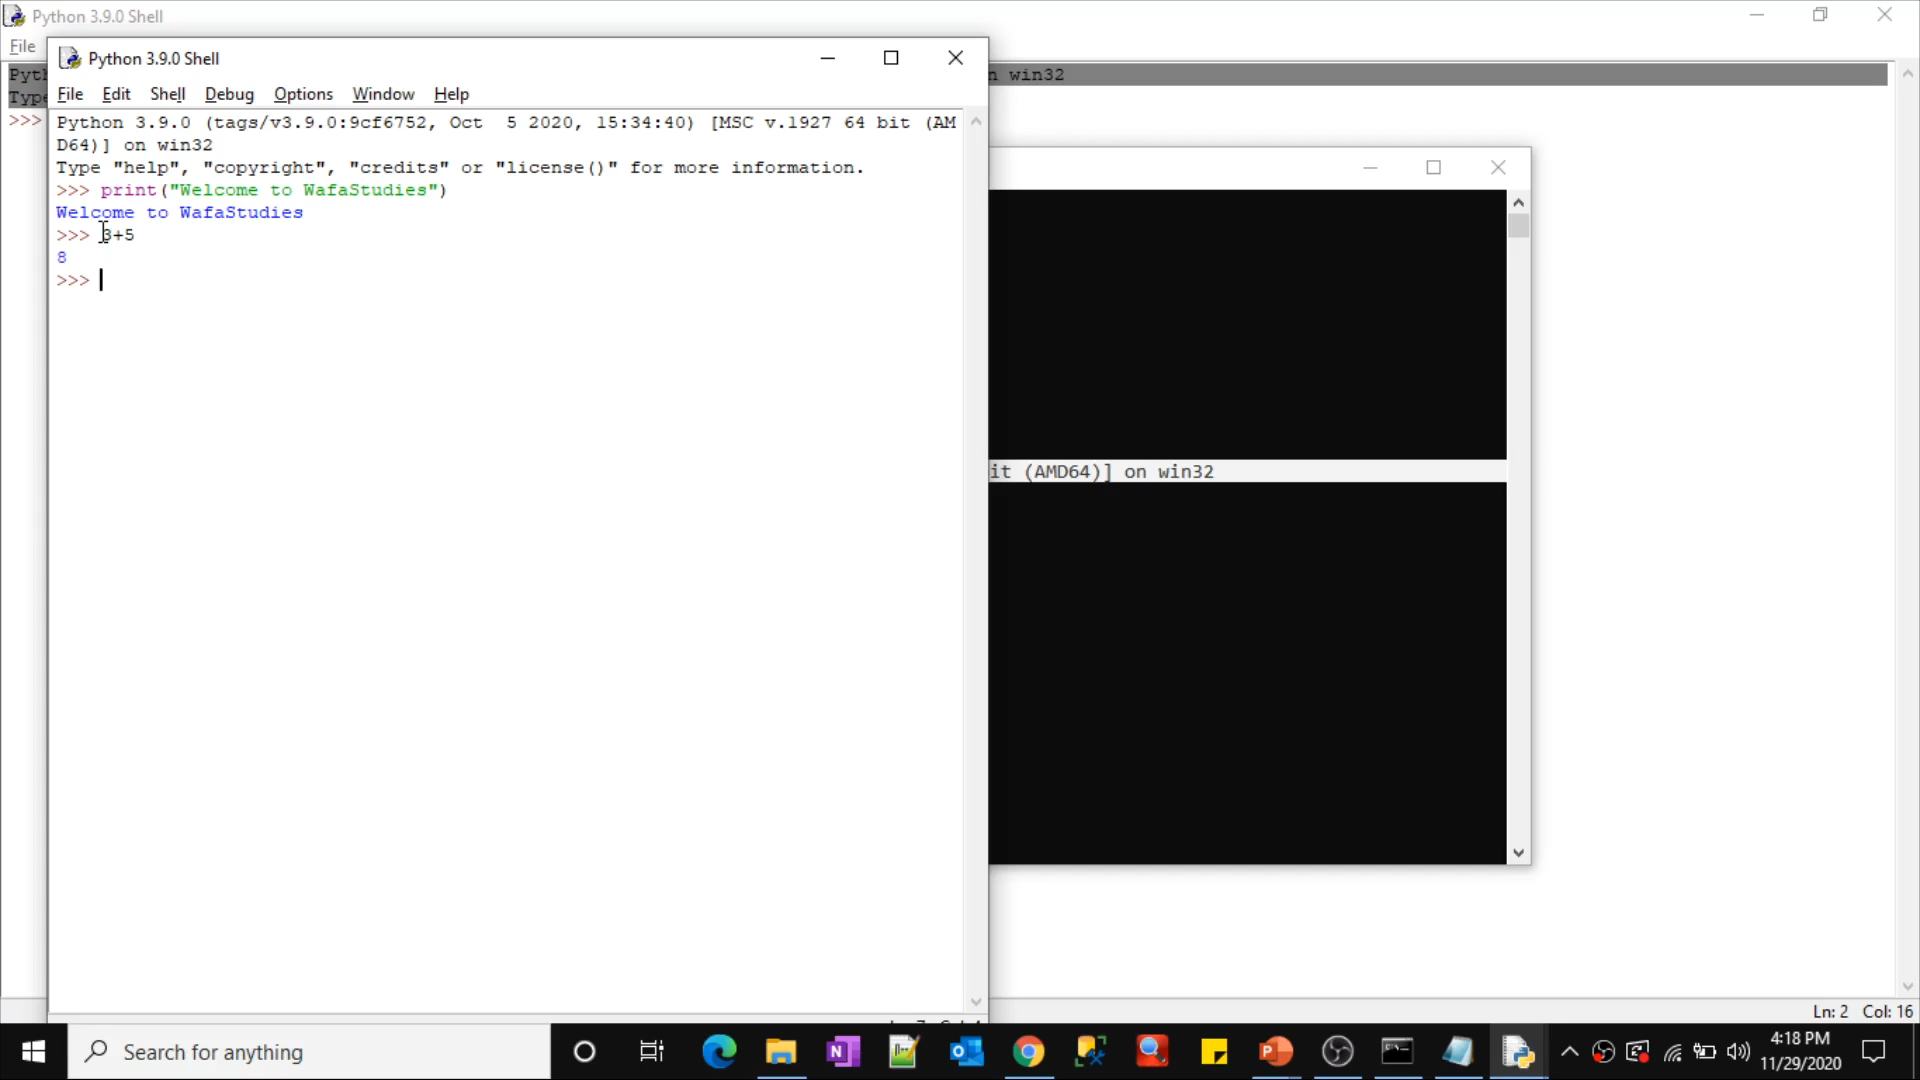 Python 3.9.0 Shell
File
Pyth
n win32
Type
>>>
Python 3.9.0 Shell
File Edit Shell Debug Options Window Help
Python 3.9.0 (tags/v3.9.0:9cf6752, Oct  5 2020, 15:34:40) [MSC v.1927 64 bit (AM
D64)] on win32
Type "help", "copyright", "credits" or "license()" for more information.
>>> print("Welcome to WafaStudies")
Welcome to WafaStudies
>>> 3+5
8
>>>
it (AMD64)] on win32
Ln: 2 Col: 16
Search for anything
4:18 PM
11/29/2020